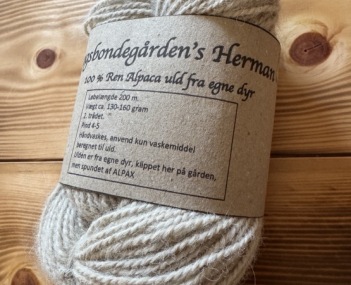 gsbondegården's Herman
100 % Ren Alpaca uld fra egne dyr
Løbelængde 200 m.
Vægt ca. 130-160 gram
2. trådet.
Pind 4-5
Håndvaskes, anvend kun vaskemiddel
beregnet til uld.
Ulden er fra egne dyr, klippet her på gården,
men spundet af ALPAX